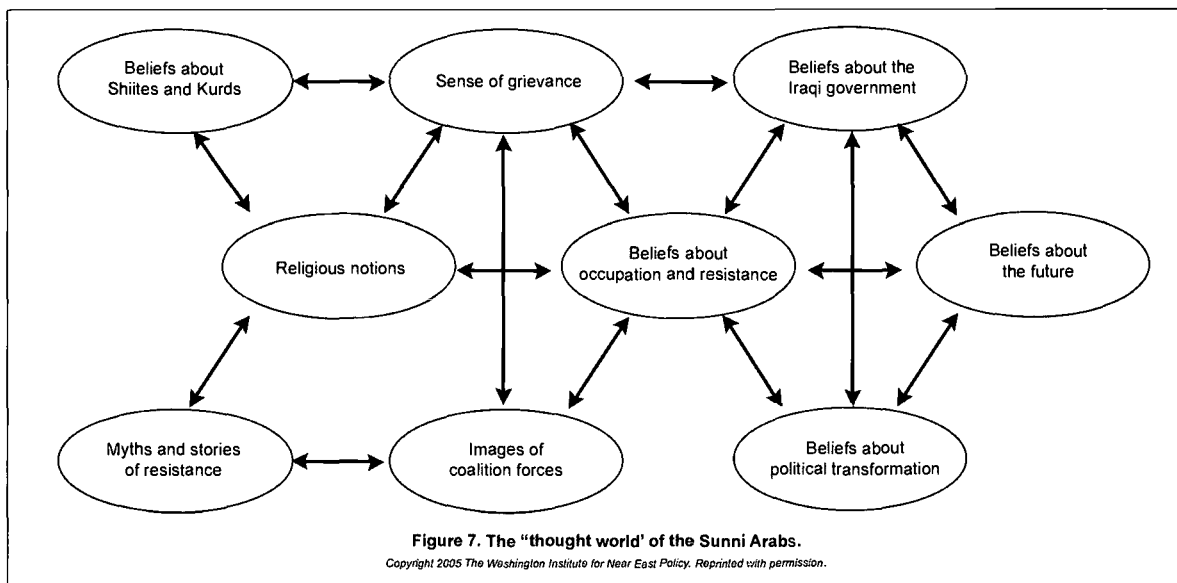 Beliefs about
Shiites and Kurds
Sense of grievance
Beliefs about the
Iraqi government
Religious notions
Beliefs about
occupation and resistance
Beliefs about
the future
Myths and stories
of resistance
Images of
coalition forces
Beliefs about
political transformation
Figure 7. The "thought world' of the Sunni Arabs.
Copyright 2005 The Washington Institute for Near East Policy. Reprinted with permission.